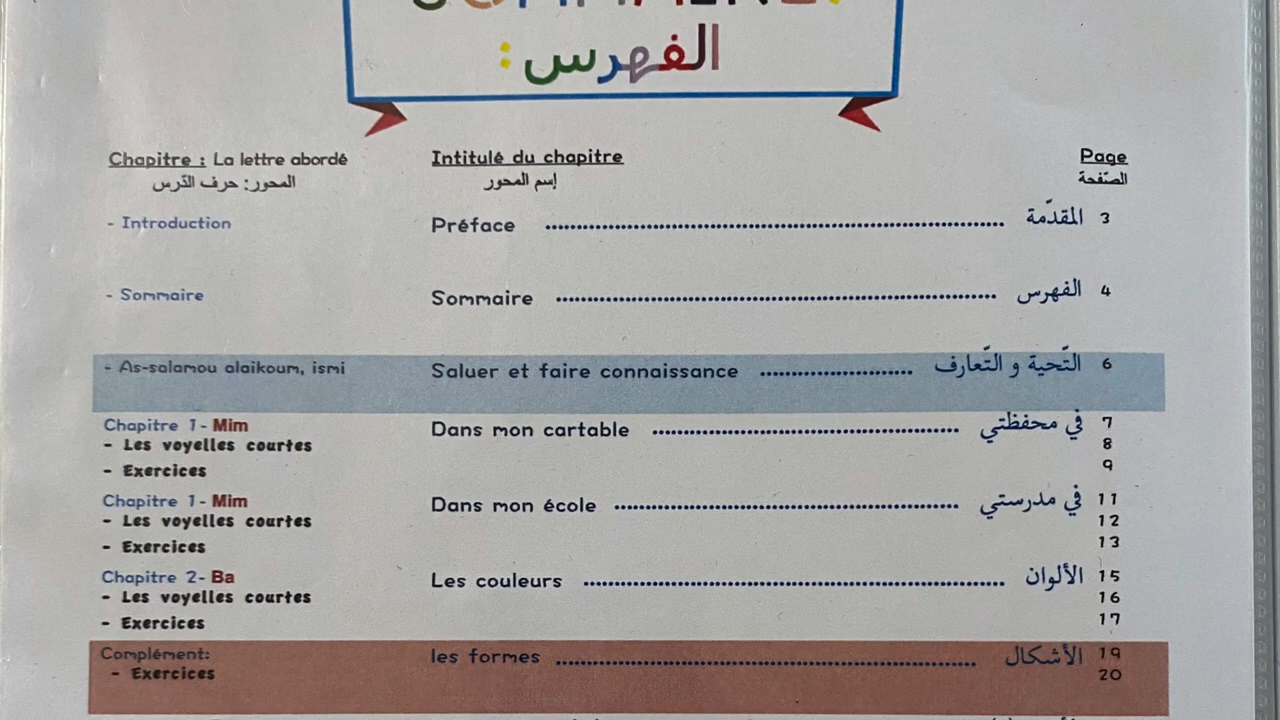 SOMMAIRE:
الفهرس :
Chapitre : La lettre abordé Intitulé du chapitre Page
المحور: حرف الدّرس إسم المحور الصّفحة
- Introduction Préface المقدّمة 3
- Sommaire Sommaire الفهرس 4
- As-salamou alaikoum, ismi Saluer et faire connaissance التّحية و التّعارف 6
Chapitre 1- Mim Dans mon cartable في محفظتي 7
- Les voyelles courtes 8
- Exercices 9
Chapitre 1- Mim Dans mon école في مدرستي 11
- Les voyelles courtes 12
- Exercices 13
Chapitre 2- Ba Les couleurs الألوان 15
- Les voyelles courtes 16
- Exercices 17
Complément: les formes الأشكال 19
- Exercices 20